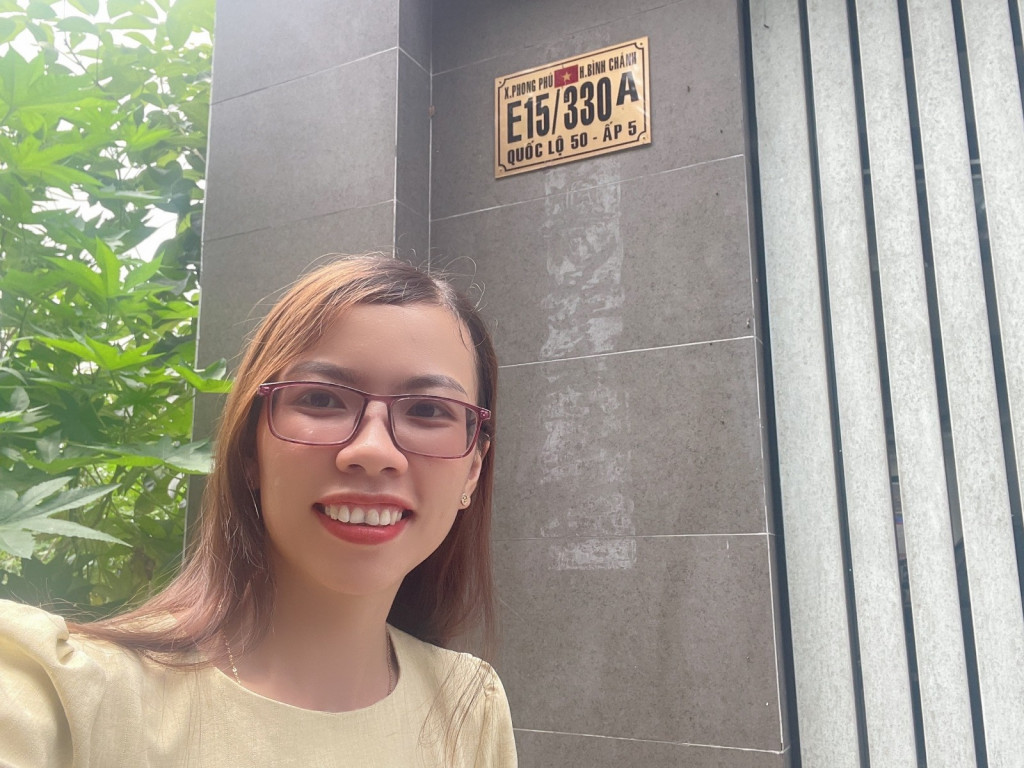 X.PHONG PHÚ H.BÌNH CHÁNH
E15/330A
QUỐC LỘ 50 - ẤP 5